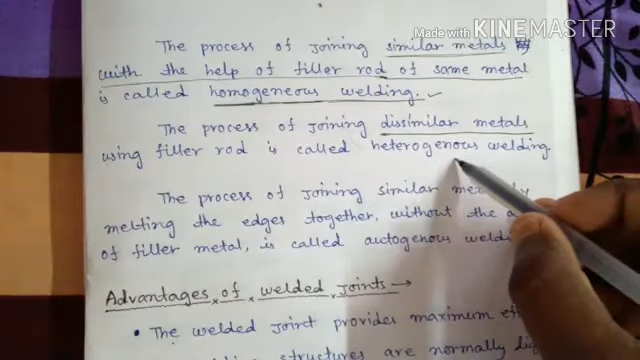 Made with KINEMASTER
The process of joining similar metals
with the help of filler rod of same metal
is called homogeneous welding.
The process of joining dissimilar metals
using filler rod is called heterogenous welding.
The process of joining similar
melting the edges together, without the
of filler metal, is called autogenous
Advantages of welded joints →
• The welded joint provides maximum
structures are normally